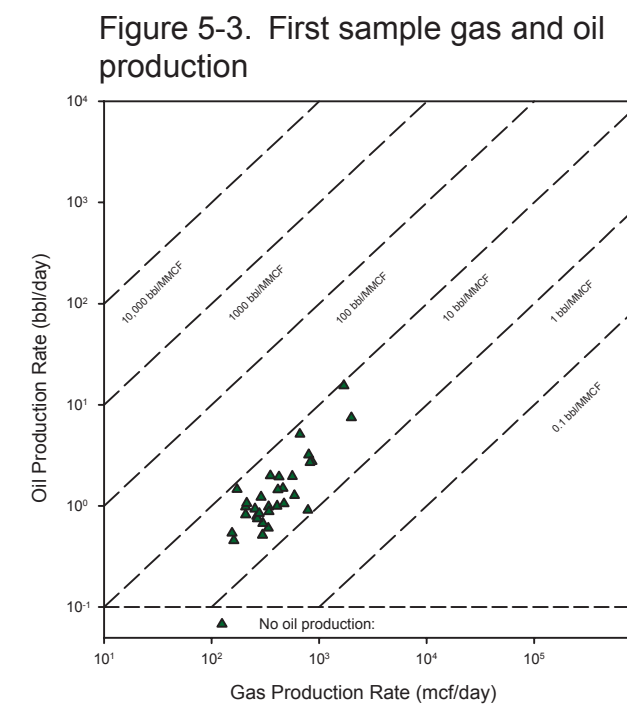 Figure 5-3. First sample gas and oil
production
10⁴
10³
10²
10¹
10⁰
10⁻¹
Oil Production Rate (bbl/day)
10,000 bbl/MMCF
1000 bbl/MMCF
100 bbl/MMCF
10 bbl/MMCF
1 bbl/MMCF
0.1 bbl/MMCF
No oil production:
10¹ 10² 10³ 10⁴ 10⁵
Gas Production Rate (mcf/day)